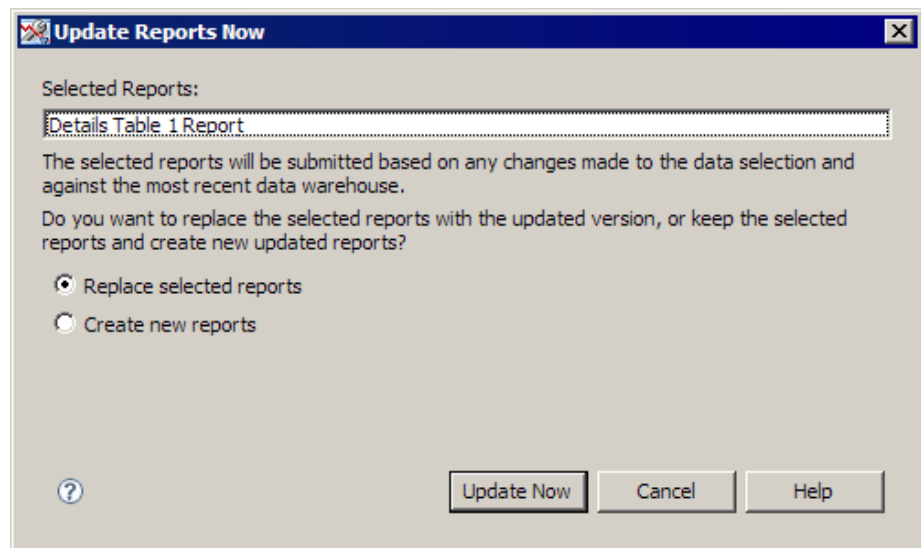 Update Reports Now
Selected Reports:
Details Table 1 Report
The selected reports will be submitted based on any changes made to the data selection and
against the most recent data warehouse.
Do you want to replace the selected reports with the updated version, or keep the selected
reports and create new updated reports?
Replace selected reports
Create new reports
?
Update Now
Cancel
Help